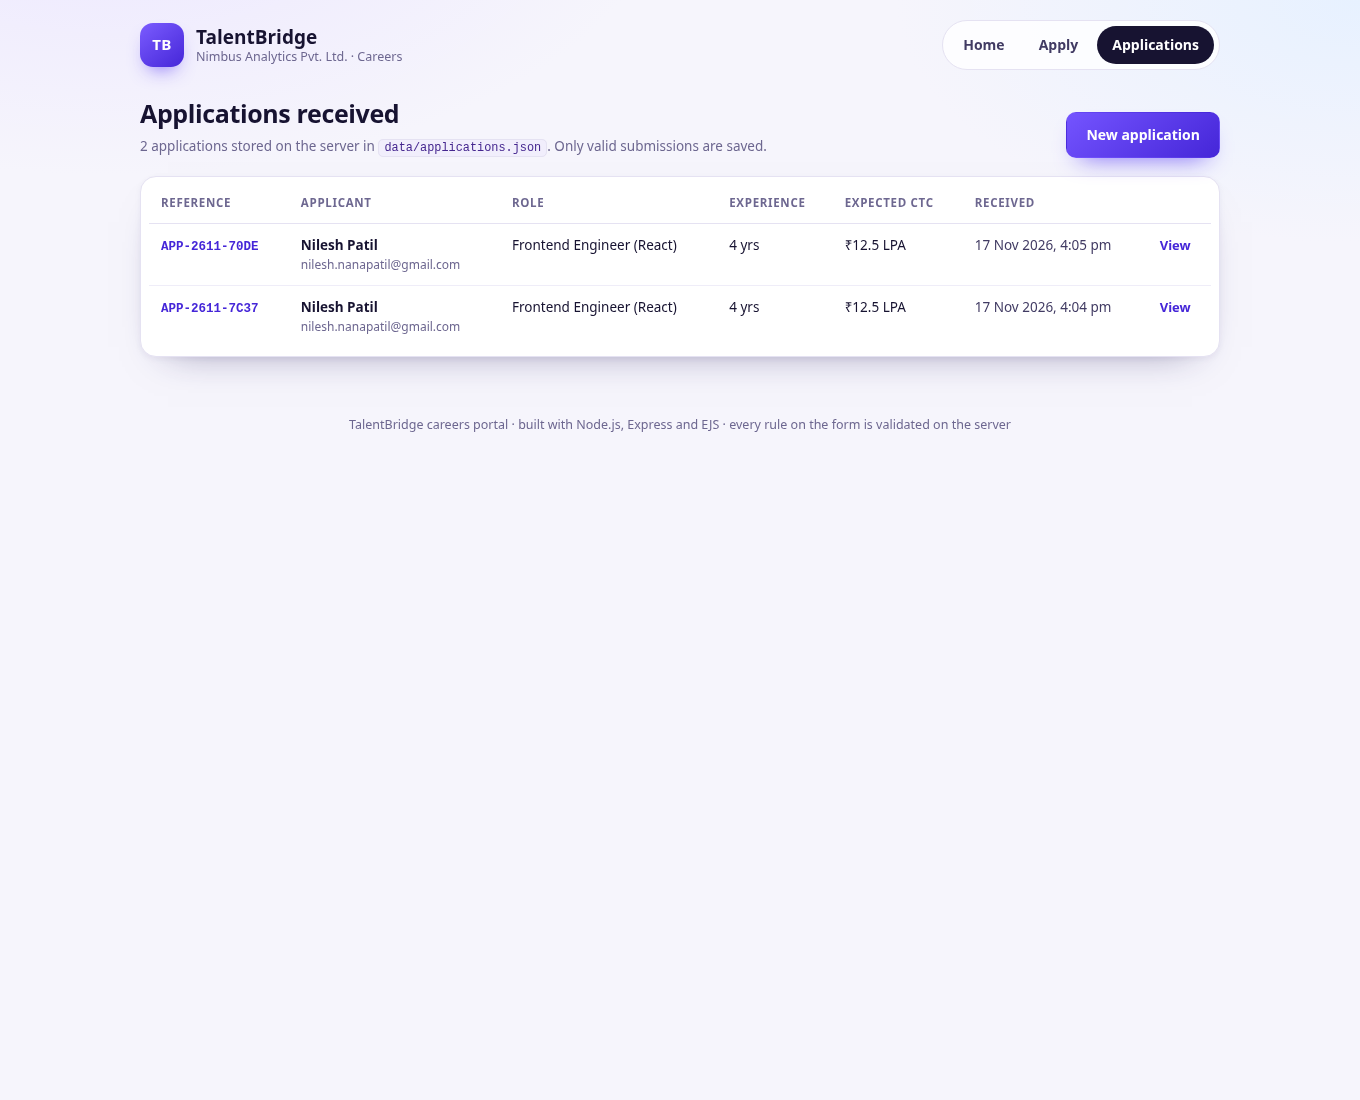 TB
TalentBridge
Nimbus Analytics Pvt. Ltd. · Careers
Home
Apply
Applications
Applications received
2 applications stored on the server in data/applications.json. Only valid submissions are saved.
New application
REFERENCE APPLICANT ROLE EXPERIENCE EXPECTED CTC RECEIVED
APP-2611-70DE Nilesh Patil Frontend Engineer (React) 4 yrs ₹12.5 LPA 17 Nov 2026, 4:05 pm View
nilesh.nanapatil@gmail.com
APP-2611-7C37 Nilesh Patil Frontend Engineer (React) 4 yrs ₹12.5 LPA 17 Nov 2026, 4:04 pm View
nilesh.nanapatil@gmail.com
TalentBridge careers portal · built with Node.js, Express and EJS · every rule on the form is validated on the server